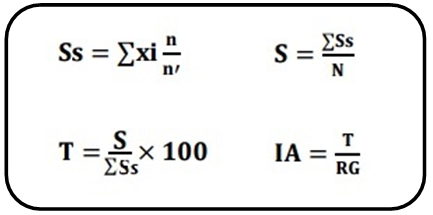 Ss = ∑xi n/n′
S = ∑Ss/N
T = S/∑Ss × 100
IA = T/RG